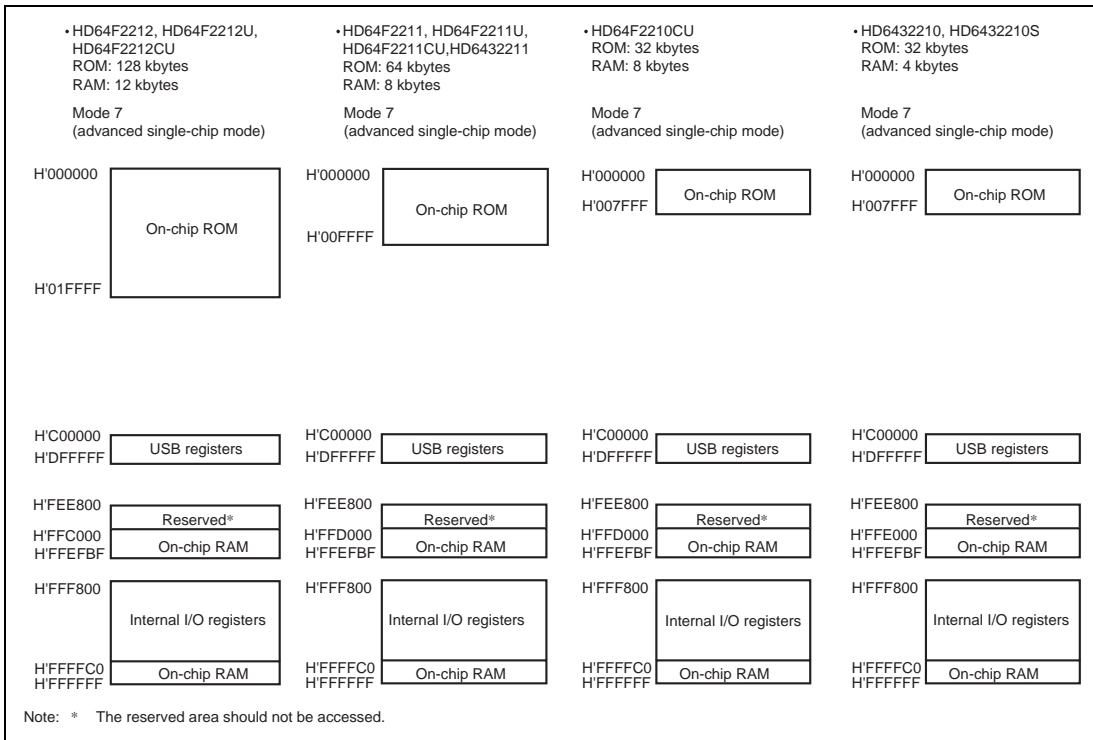 • HD64F2212, HD64F2212U,
HD64F2212CU
ROM: 128 kbytes
RAM: 12 kbytes
Mode 7
(advanced single-chip mode)
H'000000
On-chip ROM
H'01FFFF
H'C00000
USB registers
H'DFFFFF
H'FEE800
Reserved*
H'FFC000
On-chip RAM
H'FFEFBF
H'FFF800
Internal I/O registers
H'FFFFC0
On-chip RAM
H'FFFFFF
• HD64F2211, HD64F2211U,
HD64F2211CU,HD6432211
ROM: 64 kbytes
RAM: 8 kbytes
Mode 7
(advanced single-chip mode)
H'000000
On-chip ROM
H'00FFFF
H'C00000
USB registers
H'DFFFFF
H'FEE800
Reserved*
H'FFD000
On-chip RAM
H'FFEFBF
H'FFF800
Internal I/O registers
H'FFFFC0
On-chip RAM
H'FFFFFF
• HD64F2210CU
ROM: 32 kbytes
RAM: 8 kbytes
Mode 7
(advanced single-chip mode)
H'000000
On-chip ROM
H'007FFF
H'C00000
USB registers
H'DFFFFF
H'FEE800
Reserved*
H'FFD000
On-chip RAM
H'FFEFBF
H'FFF800
Internal I/O registers
H'FFFFC0
On-chip RAM
H'FFFFFF
• HD6432210, HD6432210S
ROM: 32 kbytes
RAM: 4 kbytes
Mode 7
(advanced single-chip mode)
H'000000
On-chip ROM
H'007FFF
H'C00000
USB registers
H'DFFFFF
H'FEE800
Reserved*
H'FFE000
On-chip RAM
H'FFEFBF
H'FFF800
Internal I/O registers
H'FFFFC0
On-chip RAM
H'FFFFFF
Note: * The reserved area should not be accessed.